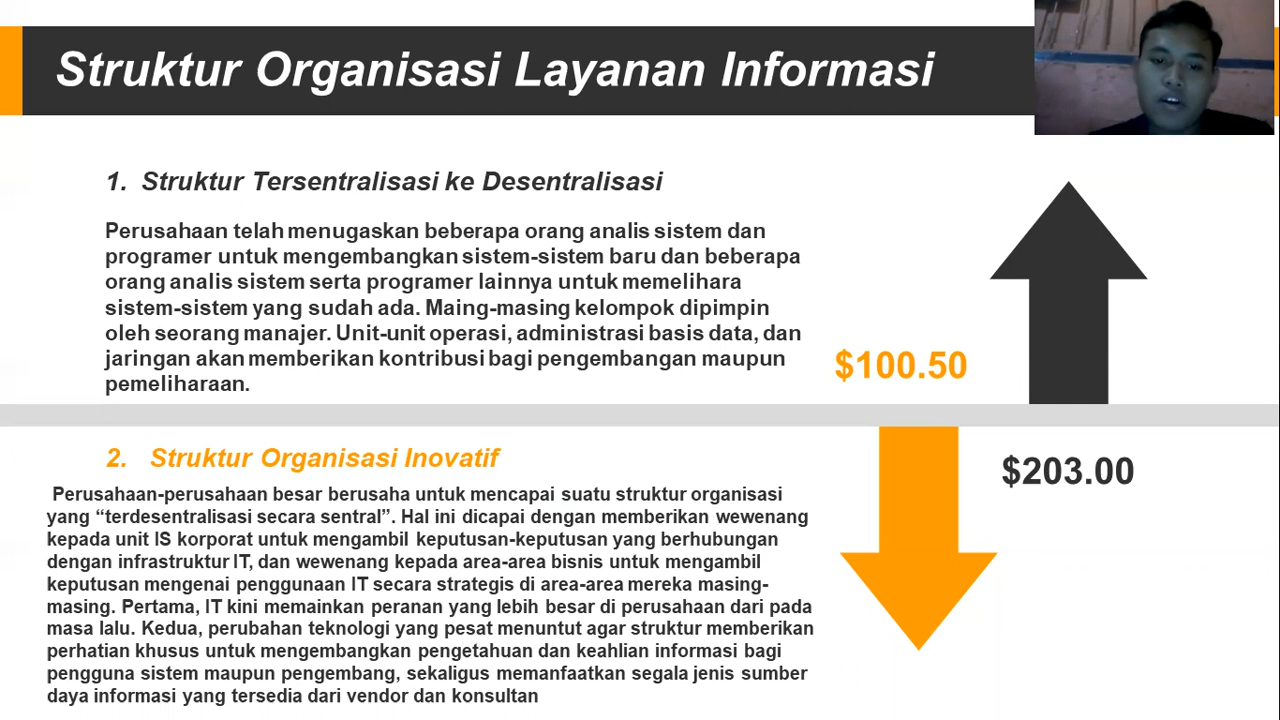 Struktur Organisasi Layanan Informasi
1. Struktur Tersentralisasi ke Desentralisasi
Perusahaan telah menugaskan beberapa orang analis sistem dan
programer untuk mengembangkan sistem-sistem baru dan beberapa
orang analis sistem serta programer lainnya untuk memelihara
sistem-sistem yang sudah ada. Maing-masing kelompok dipimpin
oleh seorang manajer. Unit-unit operasi, administrasi basis data, dan
jaringan akan memberikan kontribusi bagi pengembangan maupun
pemeliharaan.
$100.50
2. Struktur Organisasi Inovatif
$203.00
Perusahaan-perusahaan besar berusaha untuk mencapai suatu struktur organisasi
yang “terdesentralisasi secara sentral”. Hal ini dicapai dengan memberikan wewenang
kepada unit IS korporat untuk mengambil keputusan-keputusan yang berhubungan
dengan infrastruktur IT, dan wewenang kepada area-area bisnis untuk mengambil
keputusan mengenai penggunaan IT secara strategis di area-area mereka masing-
masing. Pertama, IT kini memainkan peranan yang lebih besar di perusahaan dari pada
masa lalu. Kedua, perubahan teknologi yang pesat menuntut agar struktur memberikan
perhatian khusus untuk mengembangkan pengetahuan dan keahlian informasi bagi
pengguna sistem maupun pengembang, sekaligus memanfaatkan segala jenis sumber
daya informasi yang tersedia dari vendor dan konsultan